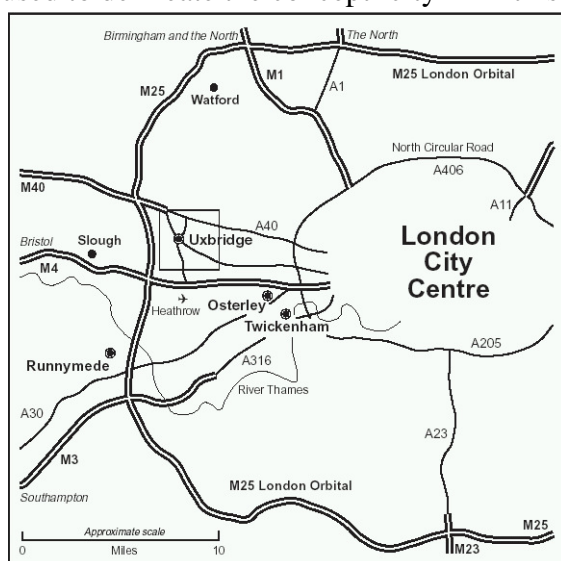 Birmingham and the North
The North
M25
M1
M25 London Orbital
Watford
A1
North Circular Road
A406
M40
A11
A40
Bristol
Slough
Uxbridge
London
City
Centre
M4
Osterley
Heathrow
Twickenham
Runnymede
A205
A316
River Thames
A30
A23
M3
M25 London Orbital
Southampton
Approximate scale
M25
0
Miles
10
M23